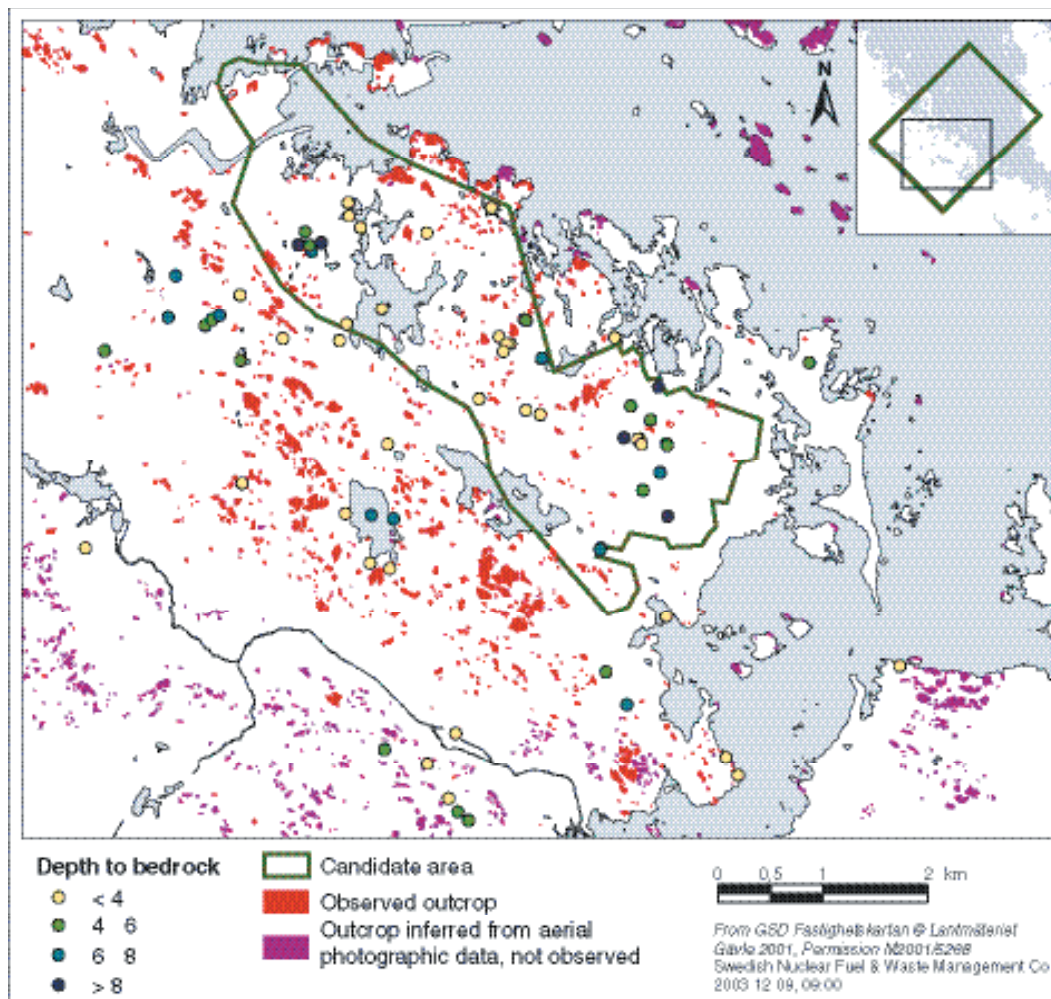 N
Depth to bedrock
< 4
4 6
6 8
> 8
Candidate area
Observed outcrop
Outcrop inferred from aerial
photographic data, not observed
0 0,5 1 2 km
From GSD Fastighetskartan © Lantmäteriet
Gävle 2001, Permission M2001/5268
Swedish Nuclear Fuel & Waste Management Co
2003 12 09, 09:00